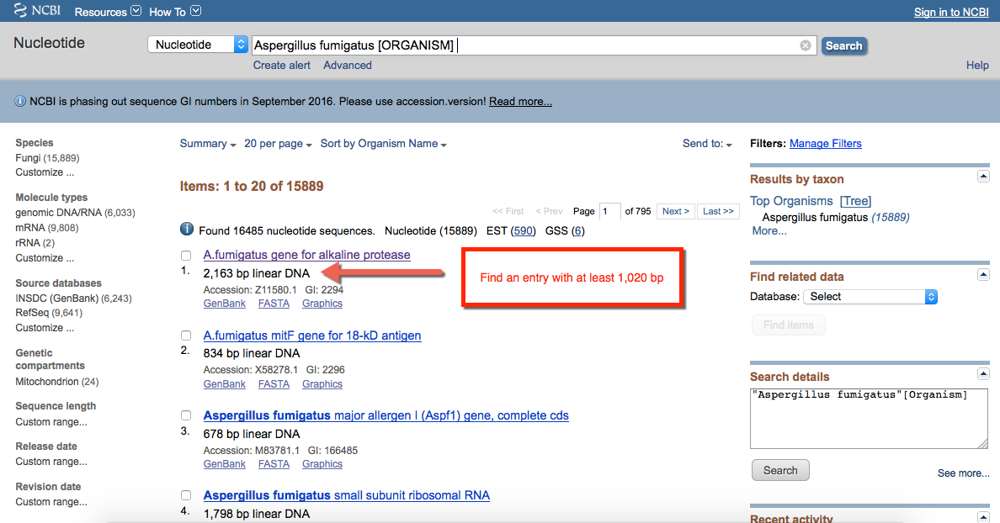 NCBI Resources How To Sign in to NCBI
Nucleotide Nucleotide Aspergillus fumigatus [ORGANISM] Search
Create alert Advanced Help
NCBI is phasing out sequence GI numbers in September 2016. Please use accession.version! Read more...
Species
Fungi (15,889)
Customize ...
Molecule types
genomic DNA/RNA (6,033)
mRNA (9,808)
rRNA (2)
Customize ...
Source databases
INSDC (GenBank) (6,243)
RefSeq (9,641)
Customize ...
Genetic
compartments
Mitochondrion (24)
Sequence length
Custom range...
Release date
Custom range...
Revision date
Custom range...
Summary 20 per page Sort by Organism Name Send to:
Items: 1 to 20 of 15889
<< First < Prev Page 1 of 795 Next > Last >>
Found 16485 nucleotide sequences. Nucleotide (15889) EST (590) GSS (6)
A.fumigatus gene for alkaline protease
1. 2,163 bp linear DNA
Accession: Z11580.1 GI: 2294
GenBank FASTA Graphics
Find an entry with at least 1,020 bp
A.fumigatus mitF gene for 18-kD antigen
2. 834 bp linear DNA
Accession: X58278.1 GI: 2296
GenBank FASTA Graphics
Aspergillus fumigatus major allergen I (Aspf1) gene, complete cds
3. 678 bp linear DNA
Accession: M83781.1 GI: 166485
GenBank FASTA Graphics
Aspergillus fumigatus small subunit ribosomal RNA
4. 1,798 bp linear DNA
Filters: Manage Filters
Results by taxon
Top Organisms [Tree]
Aspergillus fumigatus (15889)
More...
Find related data
Database: Select
Find items
Search details
"Aspergillus fumigatus"[Organism]
Search
See more...
Recent activity